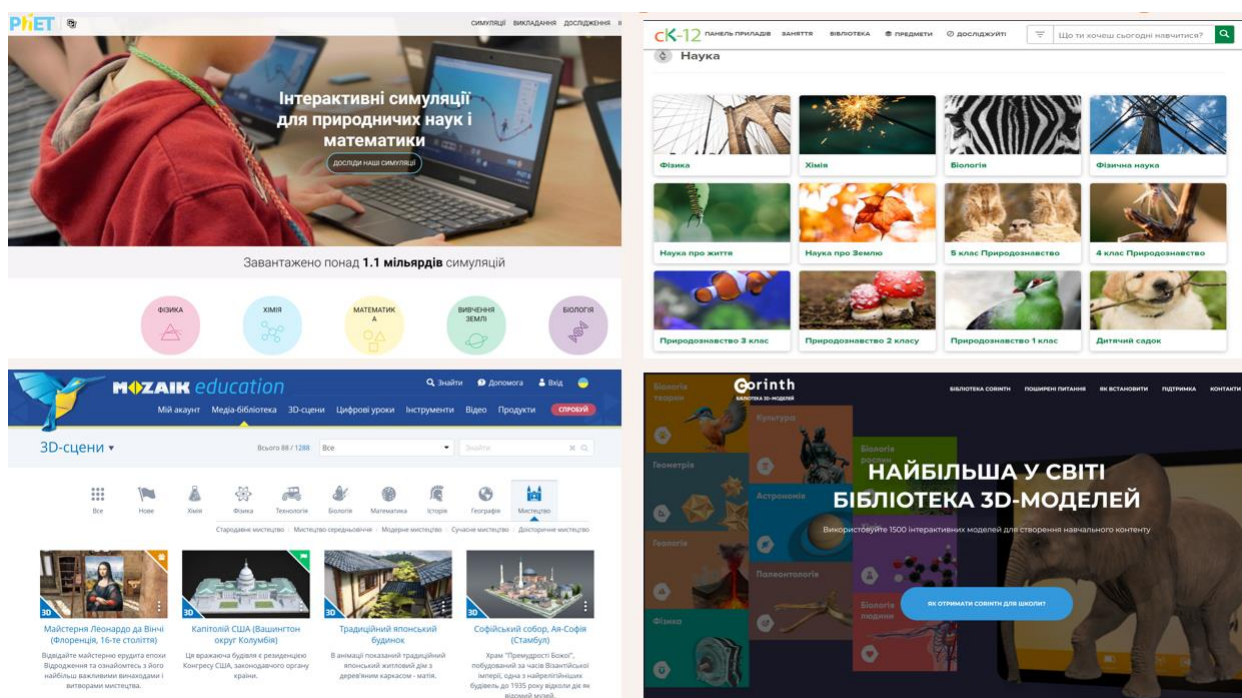 PhET
СИМУЛЯЦІЇ ВИКЛАДАННЯ ДОСЛІДЖЕННЯ
Інтерактивні симуляції
для природничих наук і
математики
ДОСЛІДИ НАШІ СИМУЛЯЦІЇ
Завантажено понад 1.1 мільярдів симуляцій
ФІЗИКА
ХІМІЯ
МАТЕМАТИК
А
ВИВЧЕННЯ
ЗЕМЛІ
БІОЛОГІЯ
cK-12 ПАНЕЛЬ ПРИЛАДІВ ЗАНЯТТЯ БІБЛІОТЕКА ПРЕДМЕТИ ДОСЛІДЖУЙТІ Що ти хочеш сьогодні навчитися?
Наука
Фізика Хімія Біологія Фізична наука
Наука про життя Наука про Землю 5 клас Природознавство 4 клас Природознавство
Природознавство 3 клас Природознавство 2 класу Природознавство 1 клас Дитячий садок
MOZAIK education Знайти Допомога Вхід
Мій акаунт Медіа-бібліотека 3D-сцени Цифрові уроки Інструменти Відео Продукти СПРОБУЙ
3D-сцени Всього 88 / 1288 Все Знайти
Все Нове Хімія Фізика Технологія Біологія Математика Історія Географія Мистецтво
Стародавнє мистецтво Мистецтво середньовіччя Модерне мистецтво Сучасне мистецтво Доісторичне мистецтво
3D 3D 3D 3D
Майстерня Леонардо да Вінчі
(Флоренція, 16-те століття)
Відвідайте майстерню ерудита епохи
Відродження та ознайомтесь з його
найбільш важливими винаходами і
витворами мистецтва.
Капітолій США (Вашингтон
округ Колумбія)
Ця вражаюча будівля є резиденцією
Конгресу США, законодавчого органу
країни.
Традиційний японський
будинок
В анімації показаний традиційний
японський житловий дім з
дерев'яним каркасом - матія.
Софійський собор, Ая-Софія
(Стамбул)
Храм "Премудрості Божої",
побудований за часів Візантійської
імперії, одна з найрелігійніших
будівель до 1935 року відколи діє як
відомий музей.
Corinth
БІБЛІОТЕКА 3D-МОДЕЛЕЙ
БІБЛІОТЕКА CORINTH ПОШИРЕНІ ПИТАННЯ ЯК ВСТАНОВИТИ ПІДТРИМКА КОНТАКТИ
Біологія
тварин
Культура
Геометрія
Біологія
рослин
Астрономія
Геологія
Палеонтологія
Біологія
людини
Фізика
НАЙБІЛЬША У СВІТІ
БІБЛІОТЕКА 3D-МОДЕЛЕЙ
Використовуйте 1500 інтерактивних моделей для створення навчального контенту
ЯК ОТРИМАТИ CORINTH ДЛЯ ШКОЛИ?